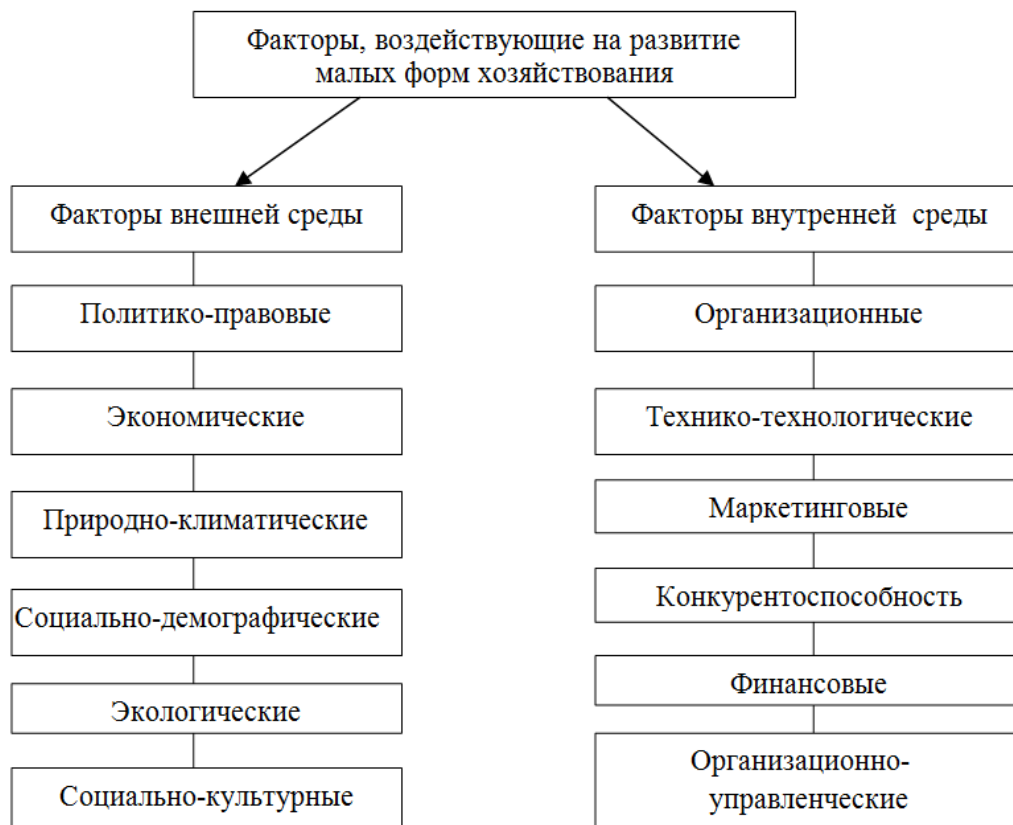 Факторы, воздействующие на развитие
малых форм хозяйствования
Факторы внешней среды
Политико-правовые
Экономические
Природно-климатические
Социально-демографические
Экологические
Социально-культурные
Факторы внутренней  среды
Организационные
Технико-технологические
Маркетинговые
Конкурентоспособность
Финансовые
Организационно-
управленческие